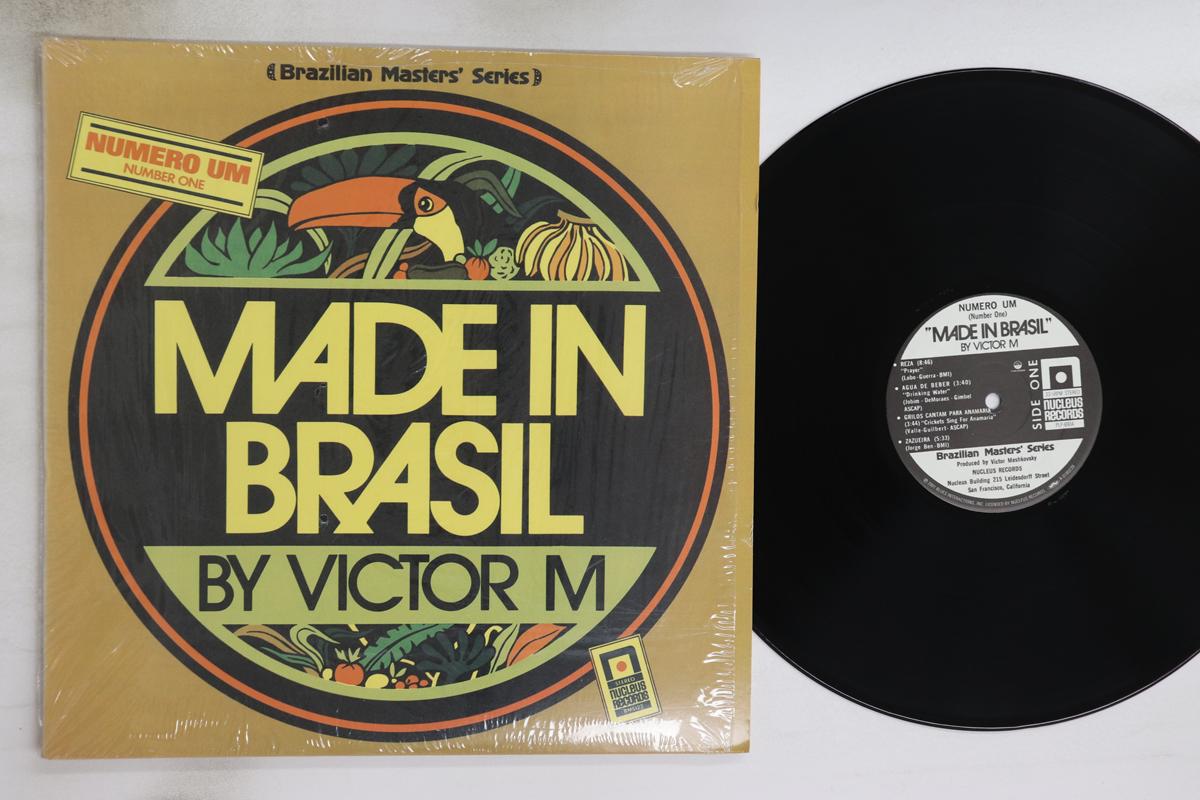 (Brazilian Masters' Series)
NUMERO UM
NUMBER ONE
MADE IN
BRASIL
BY VICTOR M
STEREO
NUCLEUS
RECORDS
NUMERO UM
(Number One)
"MADE IN BRASIL"
BY VICTOR M
REZA (8:46)
"Prayer"
(Lobo-Guerra-BMI)
AGUA DE BEBER (3:40)
"Drinking Water"
(Jobim-DeMoraes-Gimbel
ASCAP)
GRILOS CANTAM PARA ANAMARIA
(3:44) "Crickets Sing For Anamaria"
(Valle-Guilbert-ASCAP)
ZAZUEIRA (5:33)
(Jorge Ben-BMI)
SIDE ONE
NUCLEUS
RECORDS
Brazilian Masters' Series
Produced by Victor Meshkovsky
NUCLEUS RECORDS
Nucleus Building 215 Leidesdorff Street
San Francisco, California